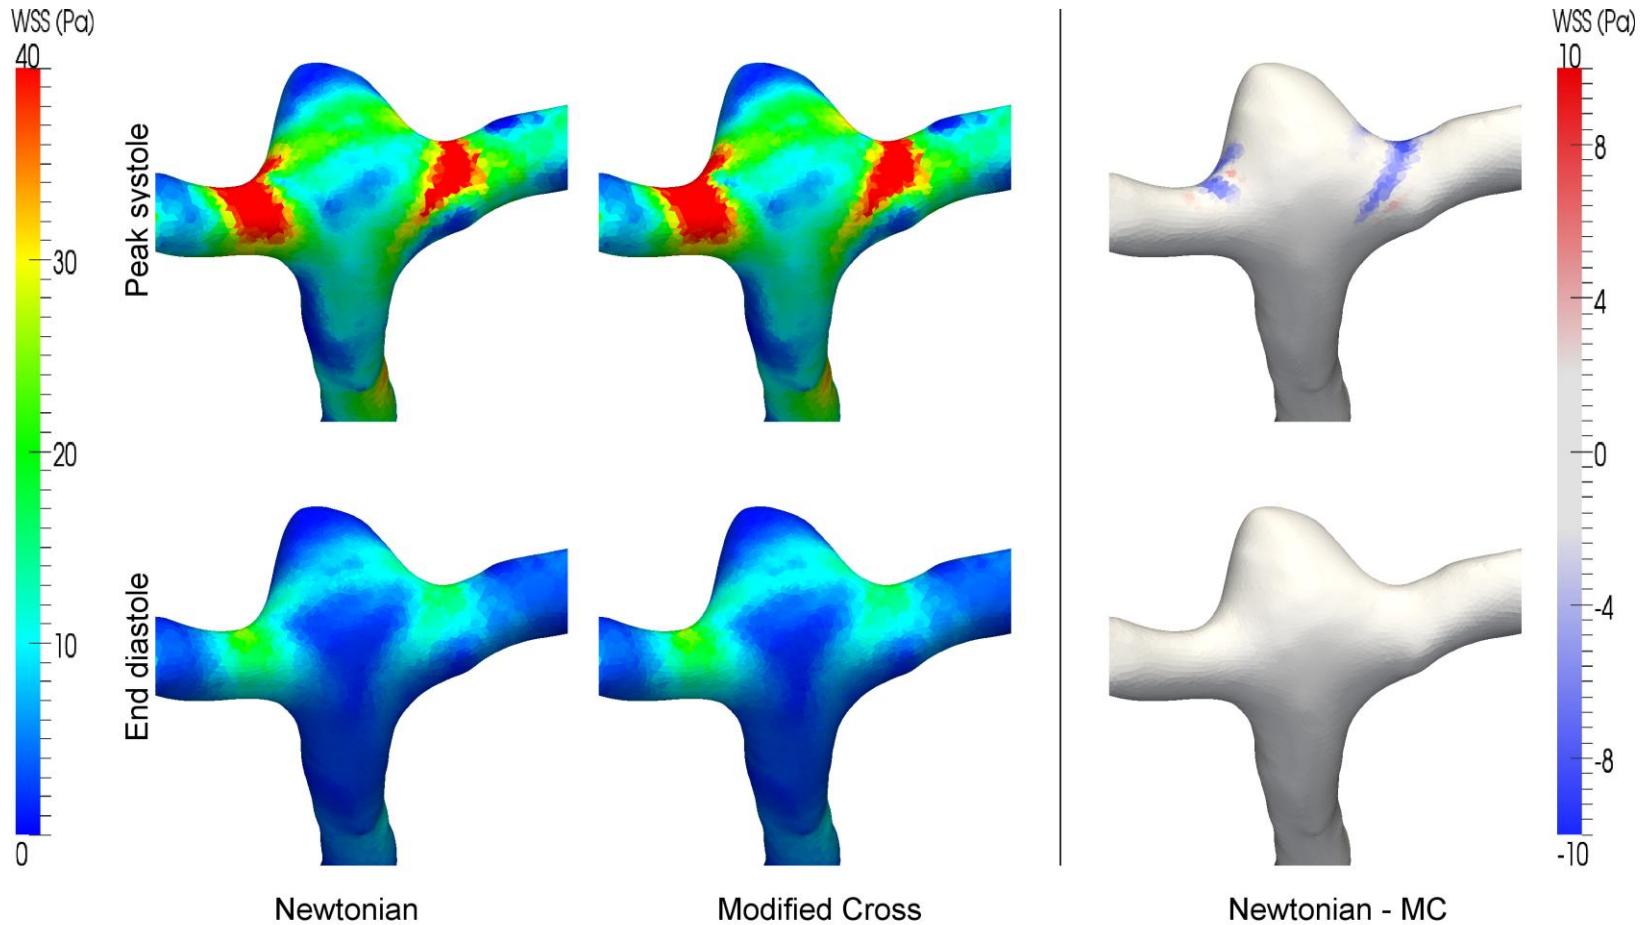 WSS (Pa)
40
30
20
10
0
Peak systole
End diastole
Newtonian
Modified Cross
Newtonian - MC
WSS (Pa)
10
8
4
0
-4
-8
-10